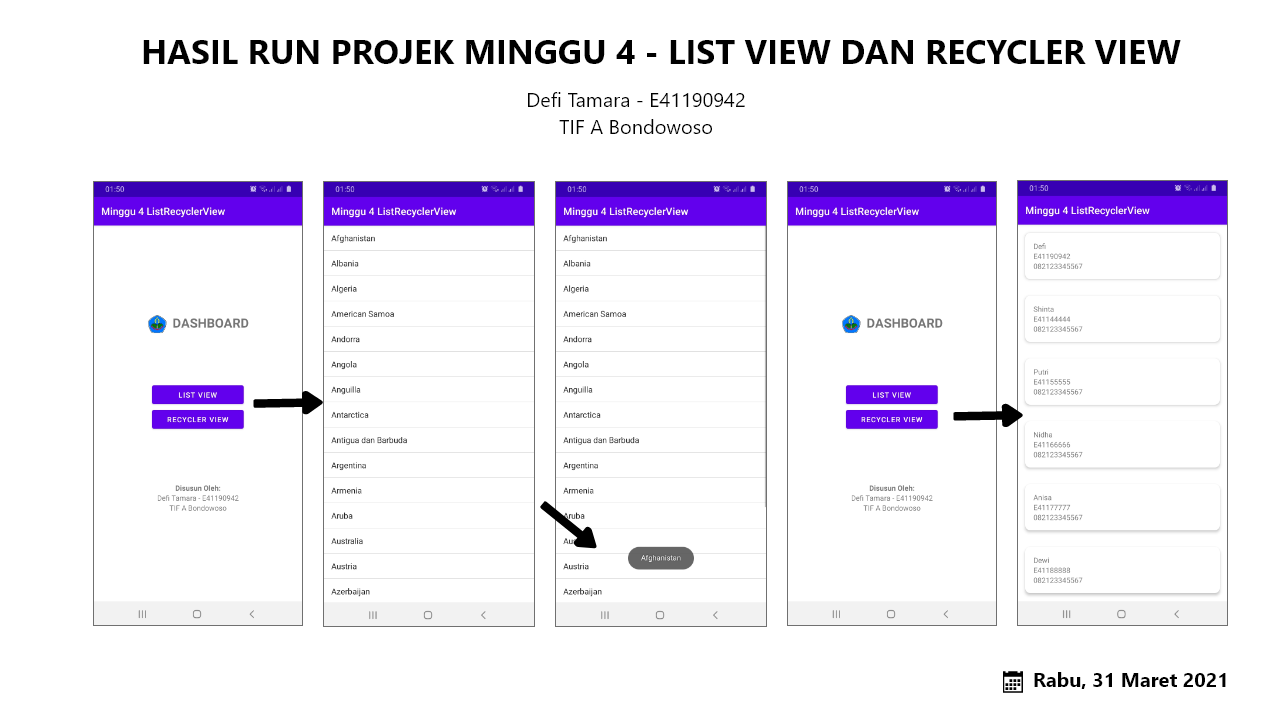 HASIL RUN PROJEK MINGGU 4 - LIST VIEW DAN RECYCLER VIEW
Defi Tamara - E41190942
TIF A Bondowoso
01:50
Minggu 4 ListRecyclerView
DASHBOARD
LIST VIEW
RECYCLER VIEW
Disusun Oleh:
Defi Tamara - E41190942
TIF A Bondowoso
01:50
Minggu 4 ListRecyclerView
Afghanistan
Albania
Algeria
American Samoa
Andorra
Angola
Anguilla
Antarctica
Antigua dan Barbuda
Argentina
Armenia
Aruba
Australia
Austria
Azerbaijan
01:50
Minggu 4 ListRecyclerView
Afghanistan
Albania
Algeria
American Samoa
Andorra
Angola
Anguilla
Antarctica
Antigua dan Barbuda
Argentina
Armenia
Aruba
Austria
Afghanistan
Azerbaijan
01:50
Minggu 4 ListRecyclerView
DASHBOARD
LIST VIEW
RECYCLER VIEW
Disusun Oleh:
Defi Tamara - E41190942
TIF A Bondowoso
01:50
Minggu 4 ListRecyclerView
Defi
E41190942
082123345567
Shinta
E41144444
082123345567
Putri
E41155555
082123345567
Nidha
E41166666
082123345567
Anisa
E41177777
082123345567
Dewi
E41188888
082123345567
Rabu, 31 Maret 2021